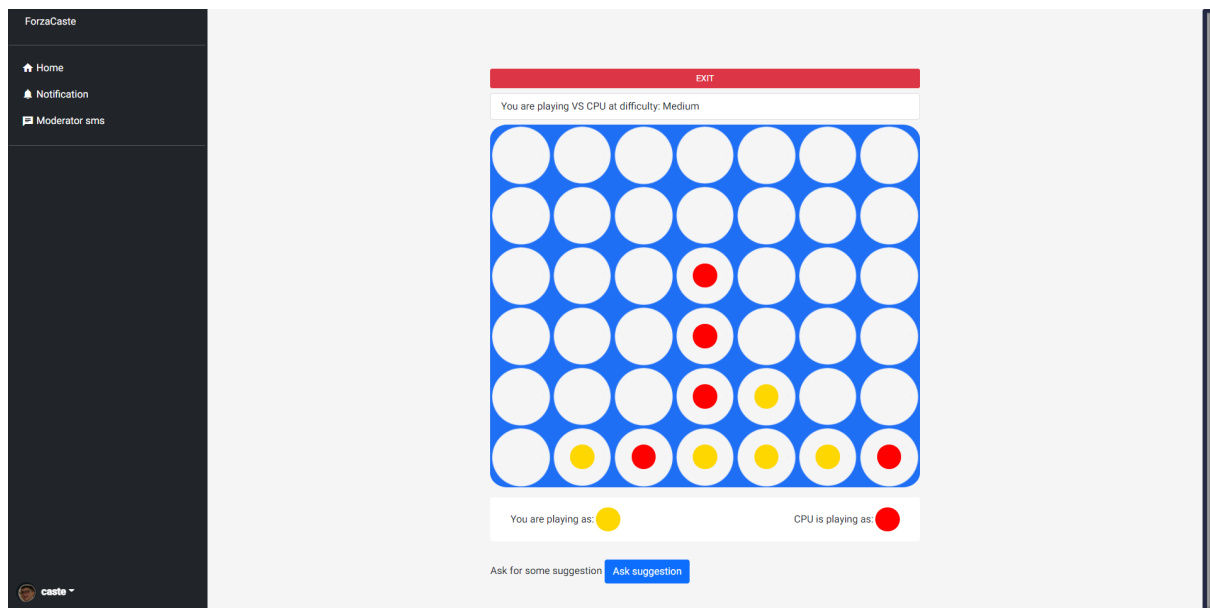 ForzaCaste
Home
Notification
Moderator sms
EXIT
You are playing VS CPU at difficulty: Medium
You are playing as:
CPU is playing as:
Ask for some suggestion Ask suggestion
caste